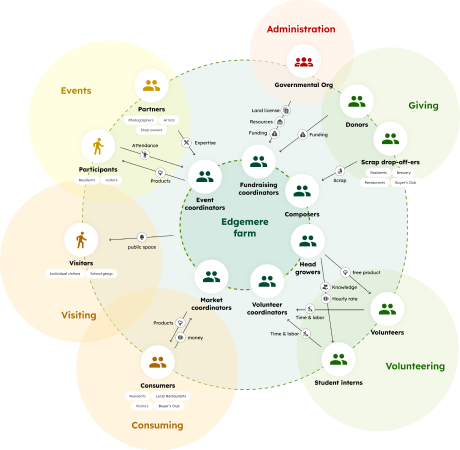 Administration
Governmental Org
Events
Partners
Photographers
Artists
Shop owners
Giving
Donors
Land license
Resources
Funding
Funding
Expertise
Attendance
Participants
Residents
Visitors
Products
Scrap drop-off-ers
Residents
Brewery
Restaurants
Buyer's Club
Scrap
Event
coordinators
Fundraising
coordinators
Composers
Edgemere
farm
Head
growers
Visitors
Individual visitors
School group
public space
Visiting
Market
coordinators
Volunteer
coordinators
free product
Knowledge
Hourly rate
Time & labor
Time & labor
Volunteers
Student interns
Volunteering
Products
money
Consumers
Residents
Local Restaurants
Visitors
Buyer's Club
Consuming